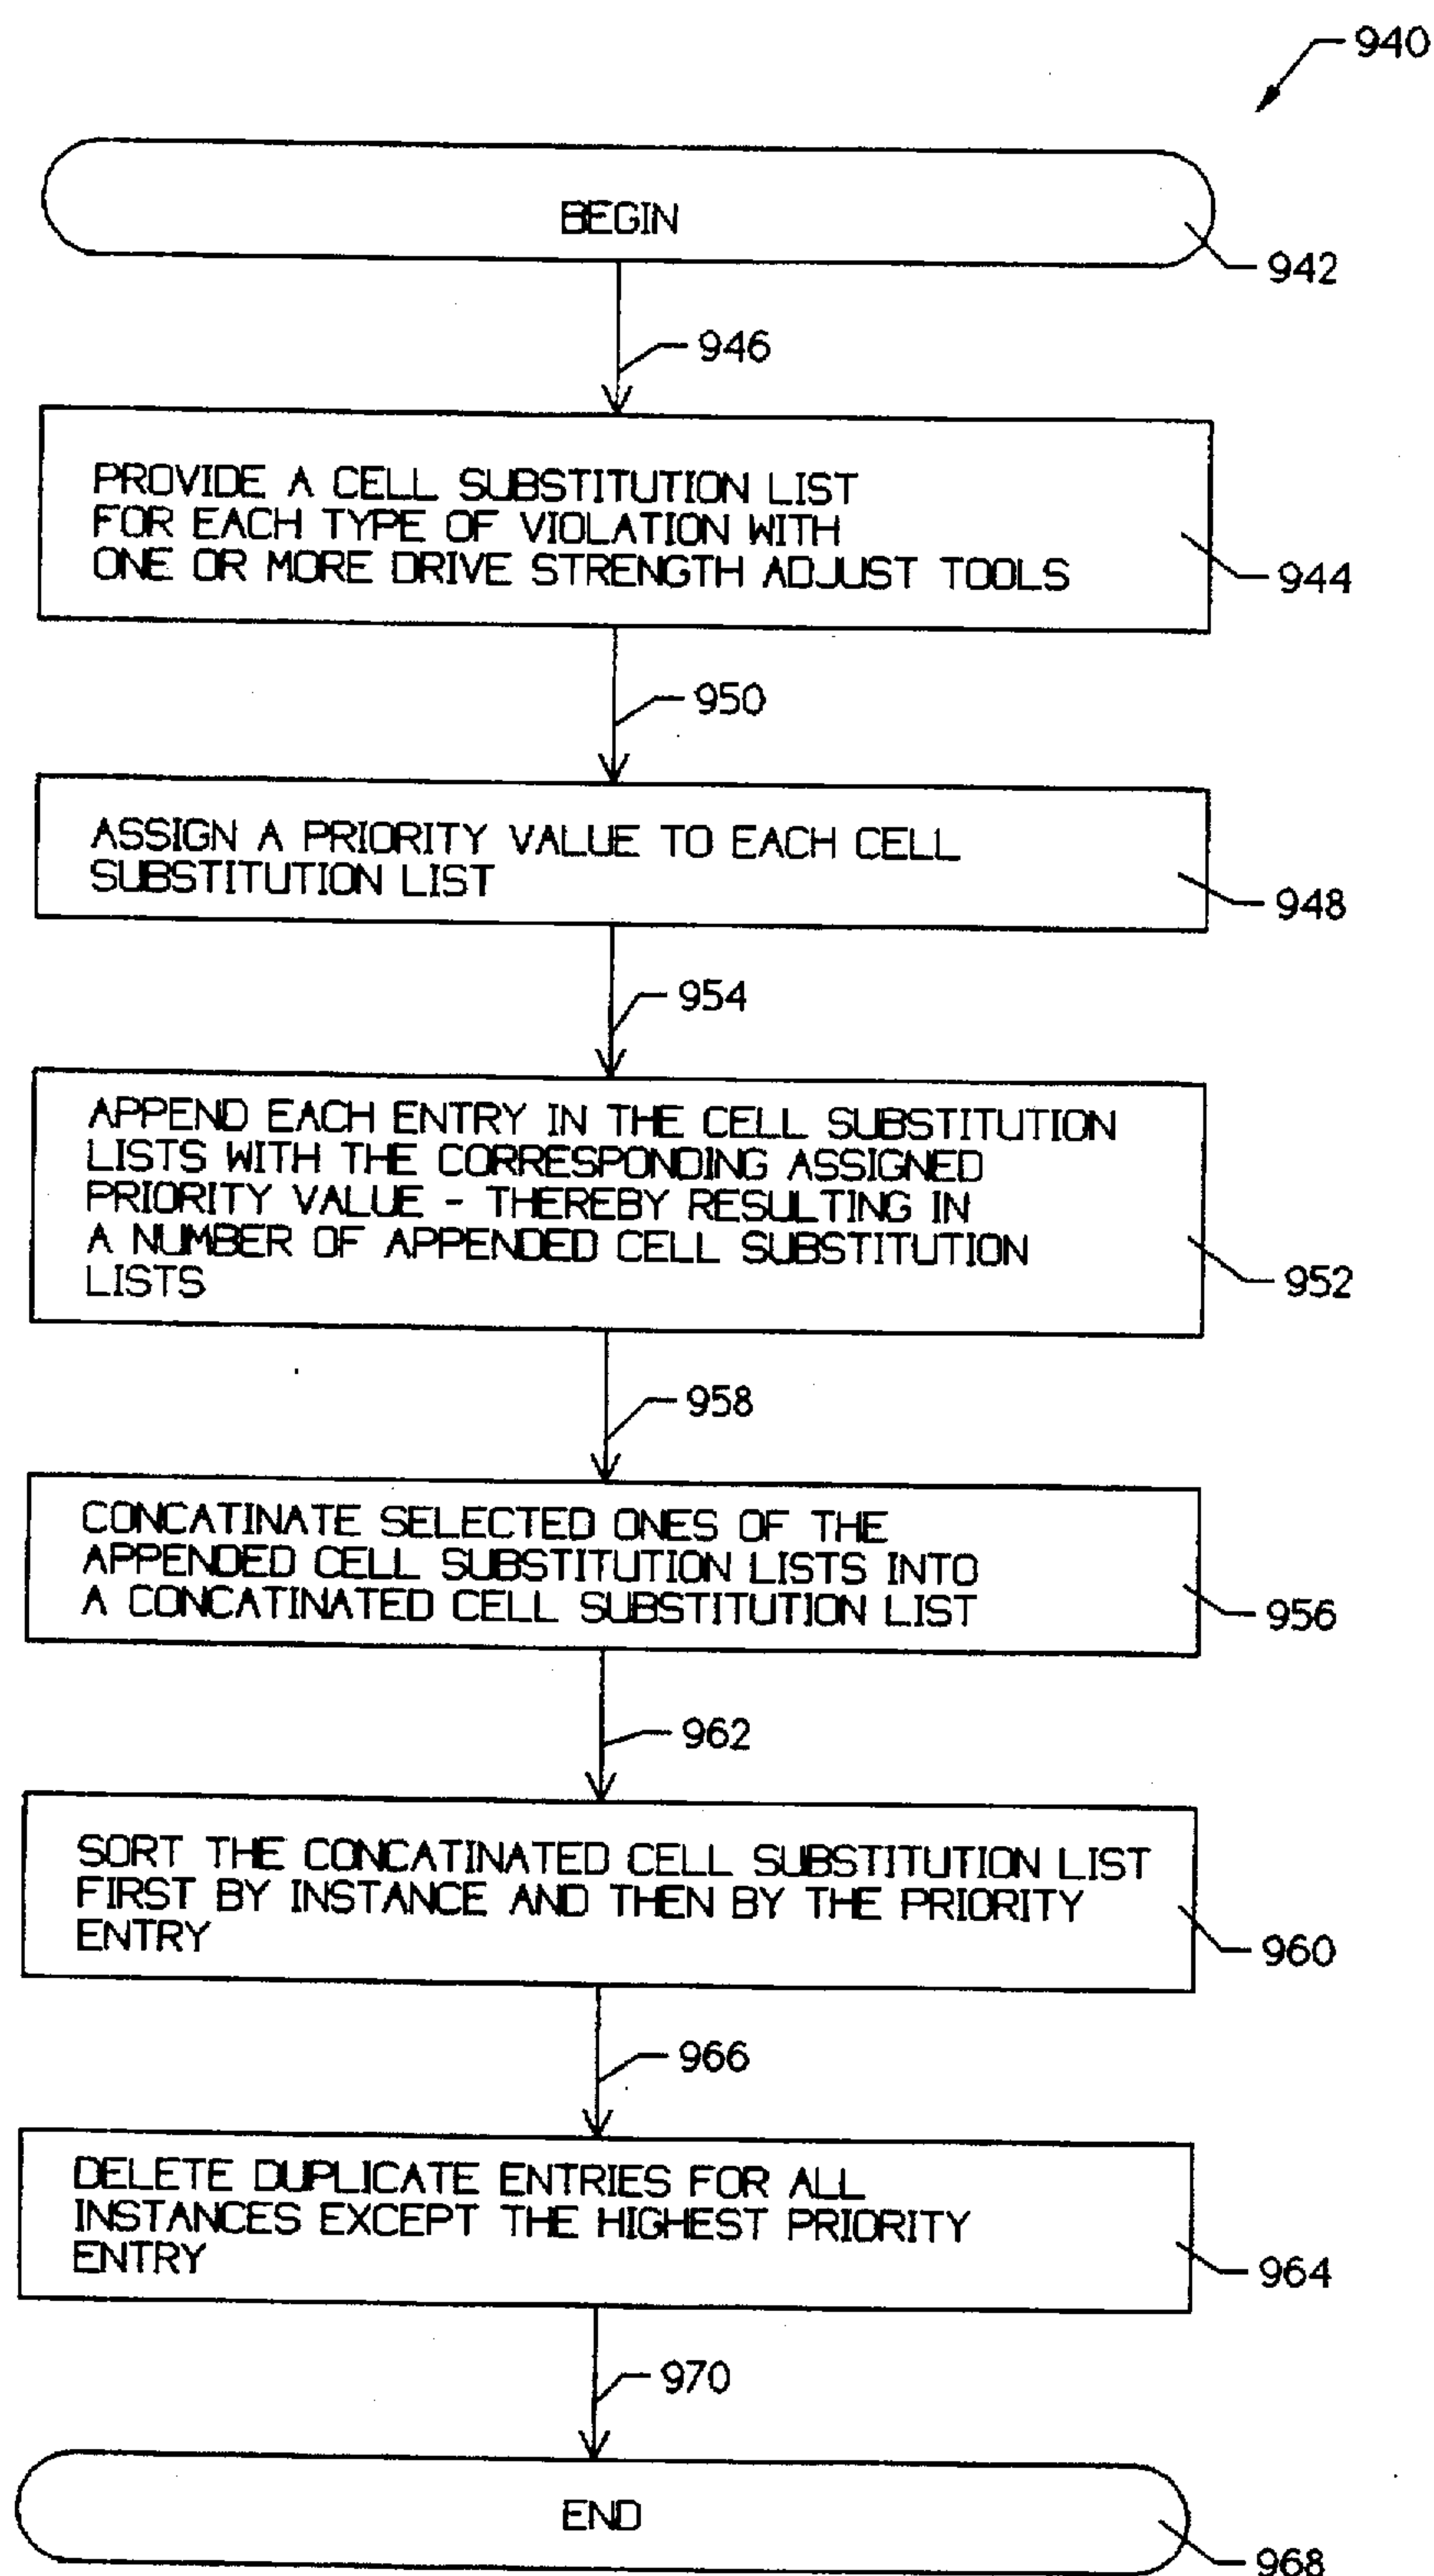 940
BEGIN
942
946
PROVIDE A CELL SUBSTITUTION LIST
FOR EACH TYPE OF VIOLATION WITH
ONE OR MORE DRIVE STRENGTH ADJUST TOOLS
944
950
ASSIGN A PRIORITY VALUE TO EACH CELL
SUBSTITUTION LIST
948
954
APPEND EACH ENTRY IN THE CELL SUBSTITUTION
LISTS WITH THE CORRESPONDING ASSIGNED
PRIORITY VALUE - THEREBY RESULTING IN
A NUMBER OF APPENDED CELL SUBSTITUTION
LISTS
952
958
CONCATINATE SELECTED ONES OF THE
APPENDED CELL SUBSTITUTION LISTS INTO
A CONCATINATED CELL SUBSTITUTION LIST
956
962
SORT THE CONCATINATED CELL SUBSTITUTION LIST
FIRST BY INSTANCE AND THEN BY THE PRIORITY
ENTRY
960
966
DELETE DUPLICATE ENTRIES FOR ALL
INSTANCES EXCEPT THE HIGHEST PRIORITY
ENTRY
964
970
END
968